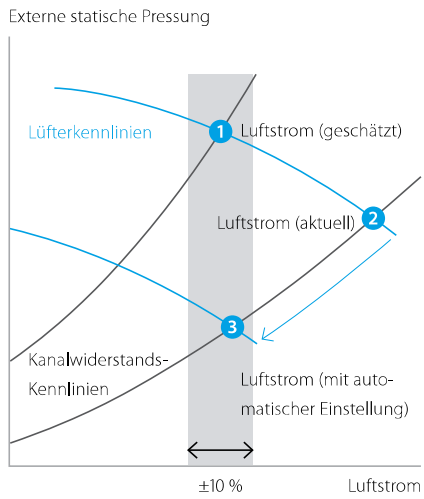 Externe statische Pressung
Lüfterkennlinien
1
Luftstrom (geschätzt)
2
Luftstrom (aktuell)
3
Kanalwiderstands-
Kennlinien
Luftstrom (mit auto-
matischer Einstellung)
±10 %
Luftstrom